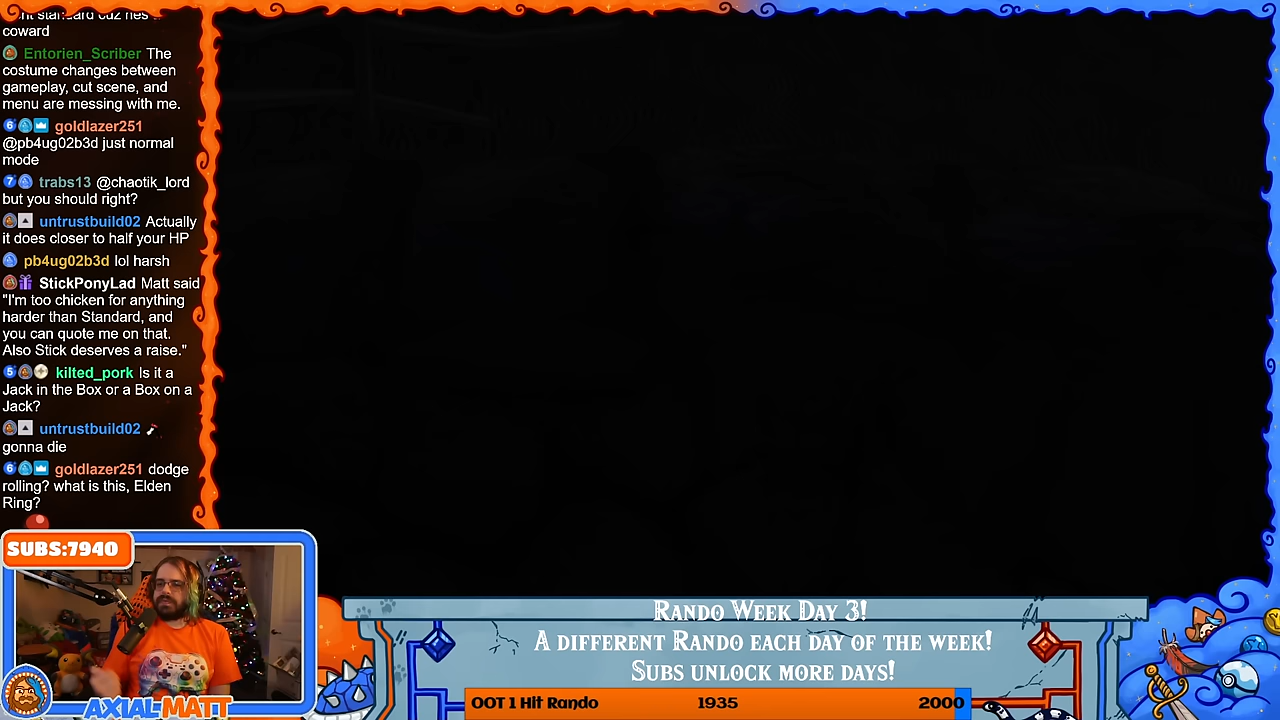 coward
Entorien_Scriber The
costume changes between
gameplay, cut scene, and
menu are messing with me.
goldlazer251
@pb4ug02b3d just normal
mode
trabs13 @chaotik_lord
but you should right?
untrustbuild02 Actually
it does closer to half your HP
pb4ug02b3d lol harsh
StickPonyLad Matt said
"I'm too chicken for anything
harder than Standard, and
you can quote me on that.
Also Stick deserves a raise."
kilted_pork Is it a
Jack in the Box or a Box on a
Jack?
untrustbuild02
gonna die
goldlazer251 dodge
rolling? what is this, Elden
Ring?
SUBS:7940
AXIAL MATT
Rando Week Day 3!
A different Rando each day of the week!
Subs unlock more days!
OOT 1 Hit Rando 1935 2000